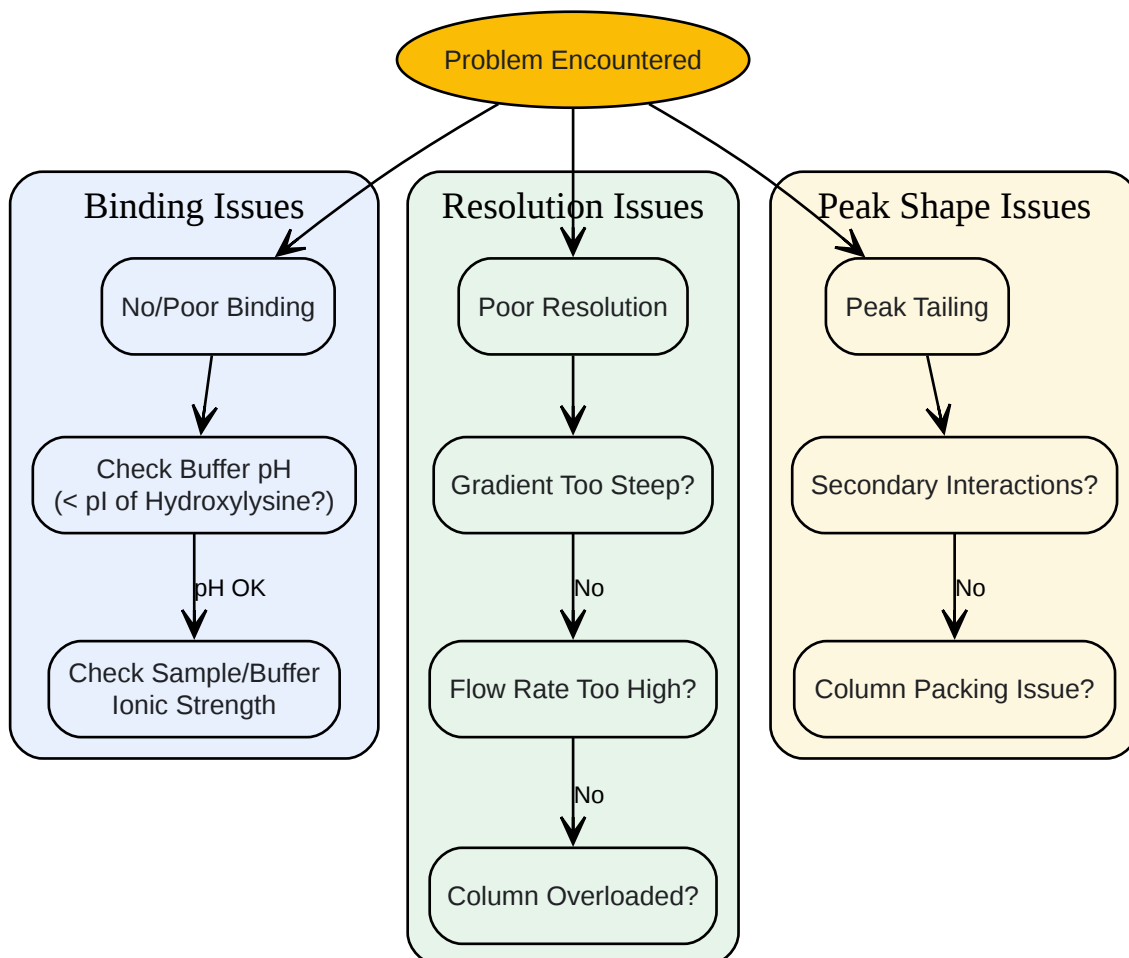 Problem Encountered
Binding Issues
No/Poor Binding
Check Buffer pH
(< pI of Hydroxylysine?)
pH OK
Check Sample/Buffer
Ionic Strength
Resolution Issues
Poor Resolution
Gradient Too Steep?
No
Flow Rate Too High?
No
Column Overloaded?
Peak Shape Issues
Peak Tailing
Secondary Interactions?
No
Column Packing Issue?